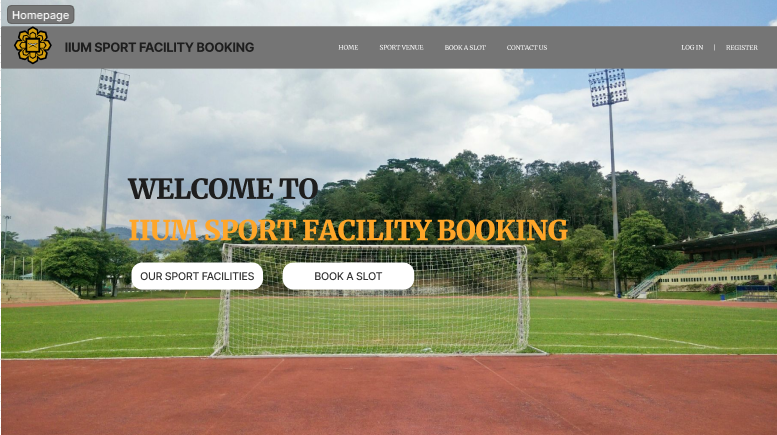 Homepage
IIUM SPORT FACILITY BOOKING
HOME SPORT VENUE BOOK A SLOT CONTACT US LOG IN | REGISTER
WELCOME TO
IIUM SPORT FACILITY BOOKING
OUR SPORT FACILITIES BOOK A SLOT